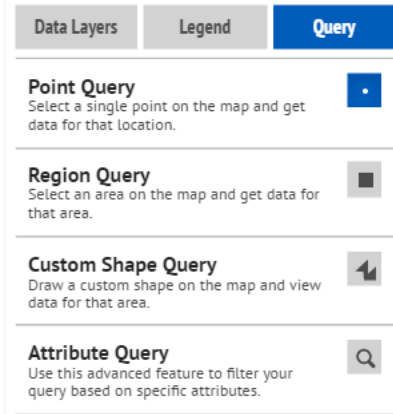 Data Layers Legend Query
Point Query
Select a single point on the map and get
data for that location.
Region Query
Select an area on the map and get data for
that area.
Custom Shape Query
Draw a custom shape on the map and view
data for that area.
Attribute Query
Use this advanced feature to filter your
query based on specific attributes.